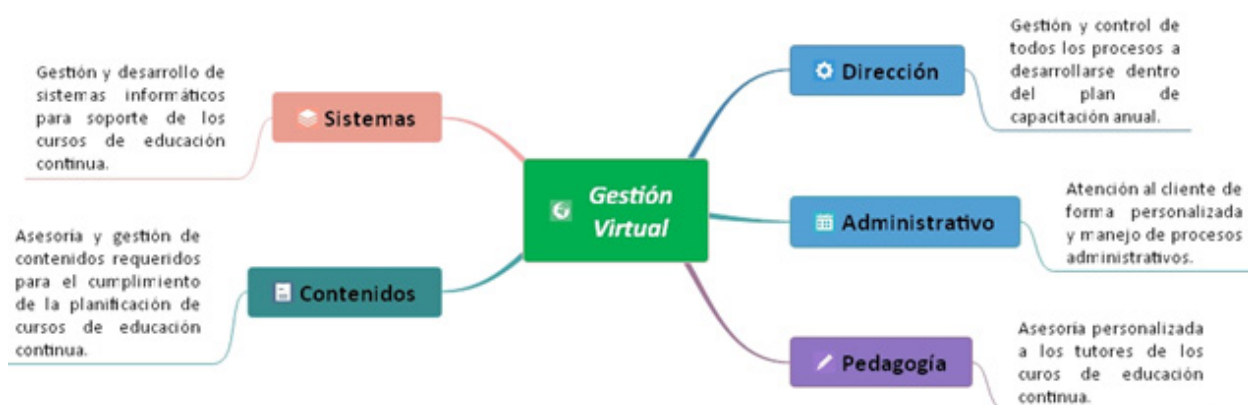 Gestión
Virtual
Dirección
Gestión y control de
todos los procesos a
desarrollarse dentro
del plan de
capacitación anual.
Administrativo
Atención al cliente de
forma personalizada
y manejo de procesos
administrativos.
Pedagogía
Asesoría personalizada
a los tutores de los
curos de educación
continua.
Sistemas
Gestión y desarrollo de
sistemas informáticos
para soporte de los
cursos de educación
continua.
Contenidos
Asesoría y gestión de
contenidos requeridos
para el cumplimiento
de la planificación de
cursos de educación
continua.